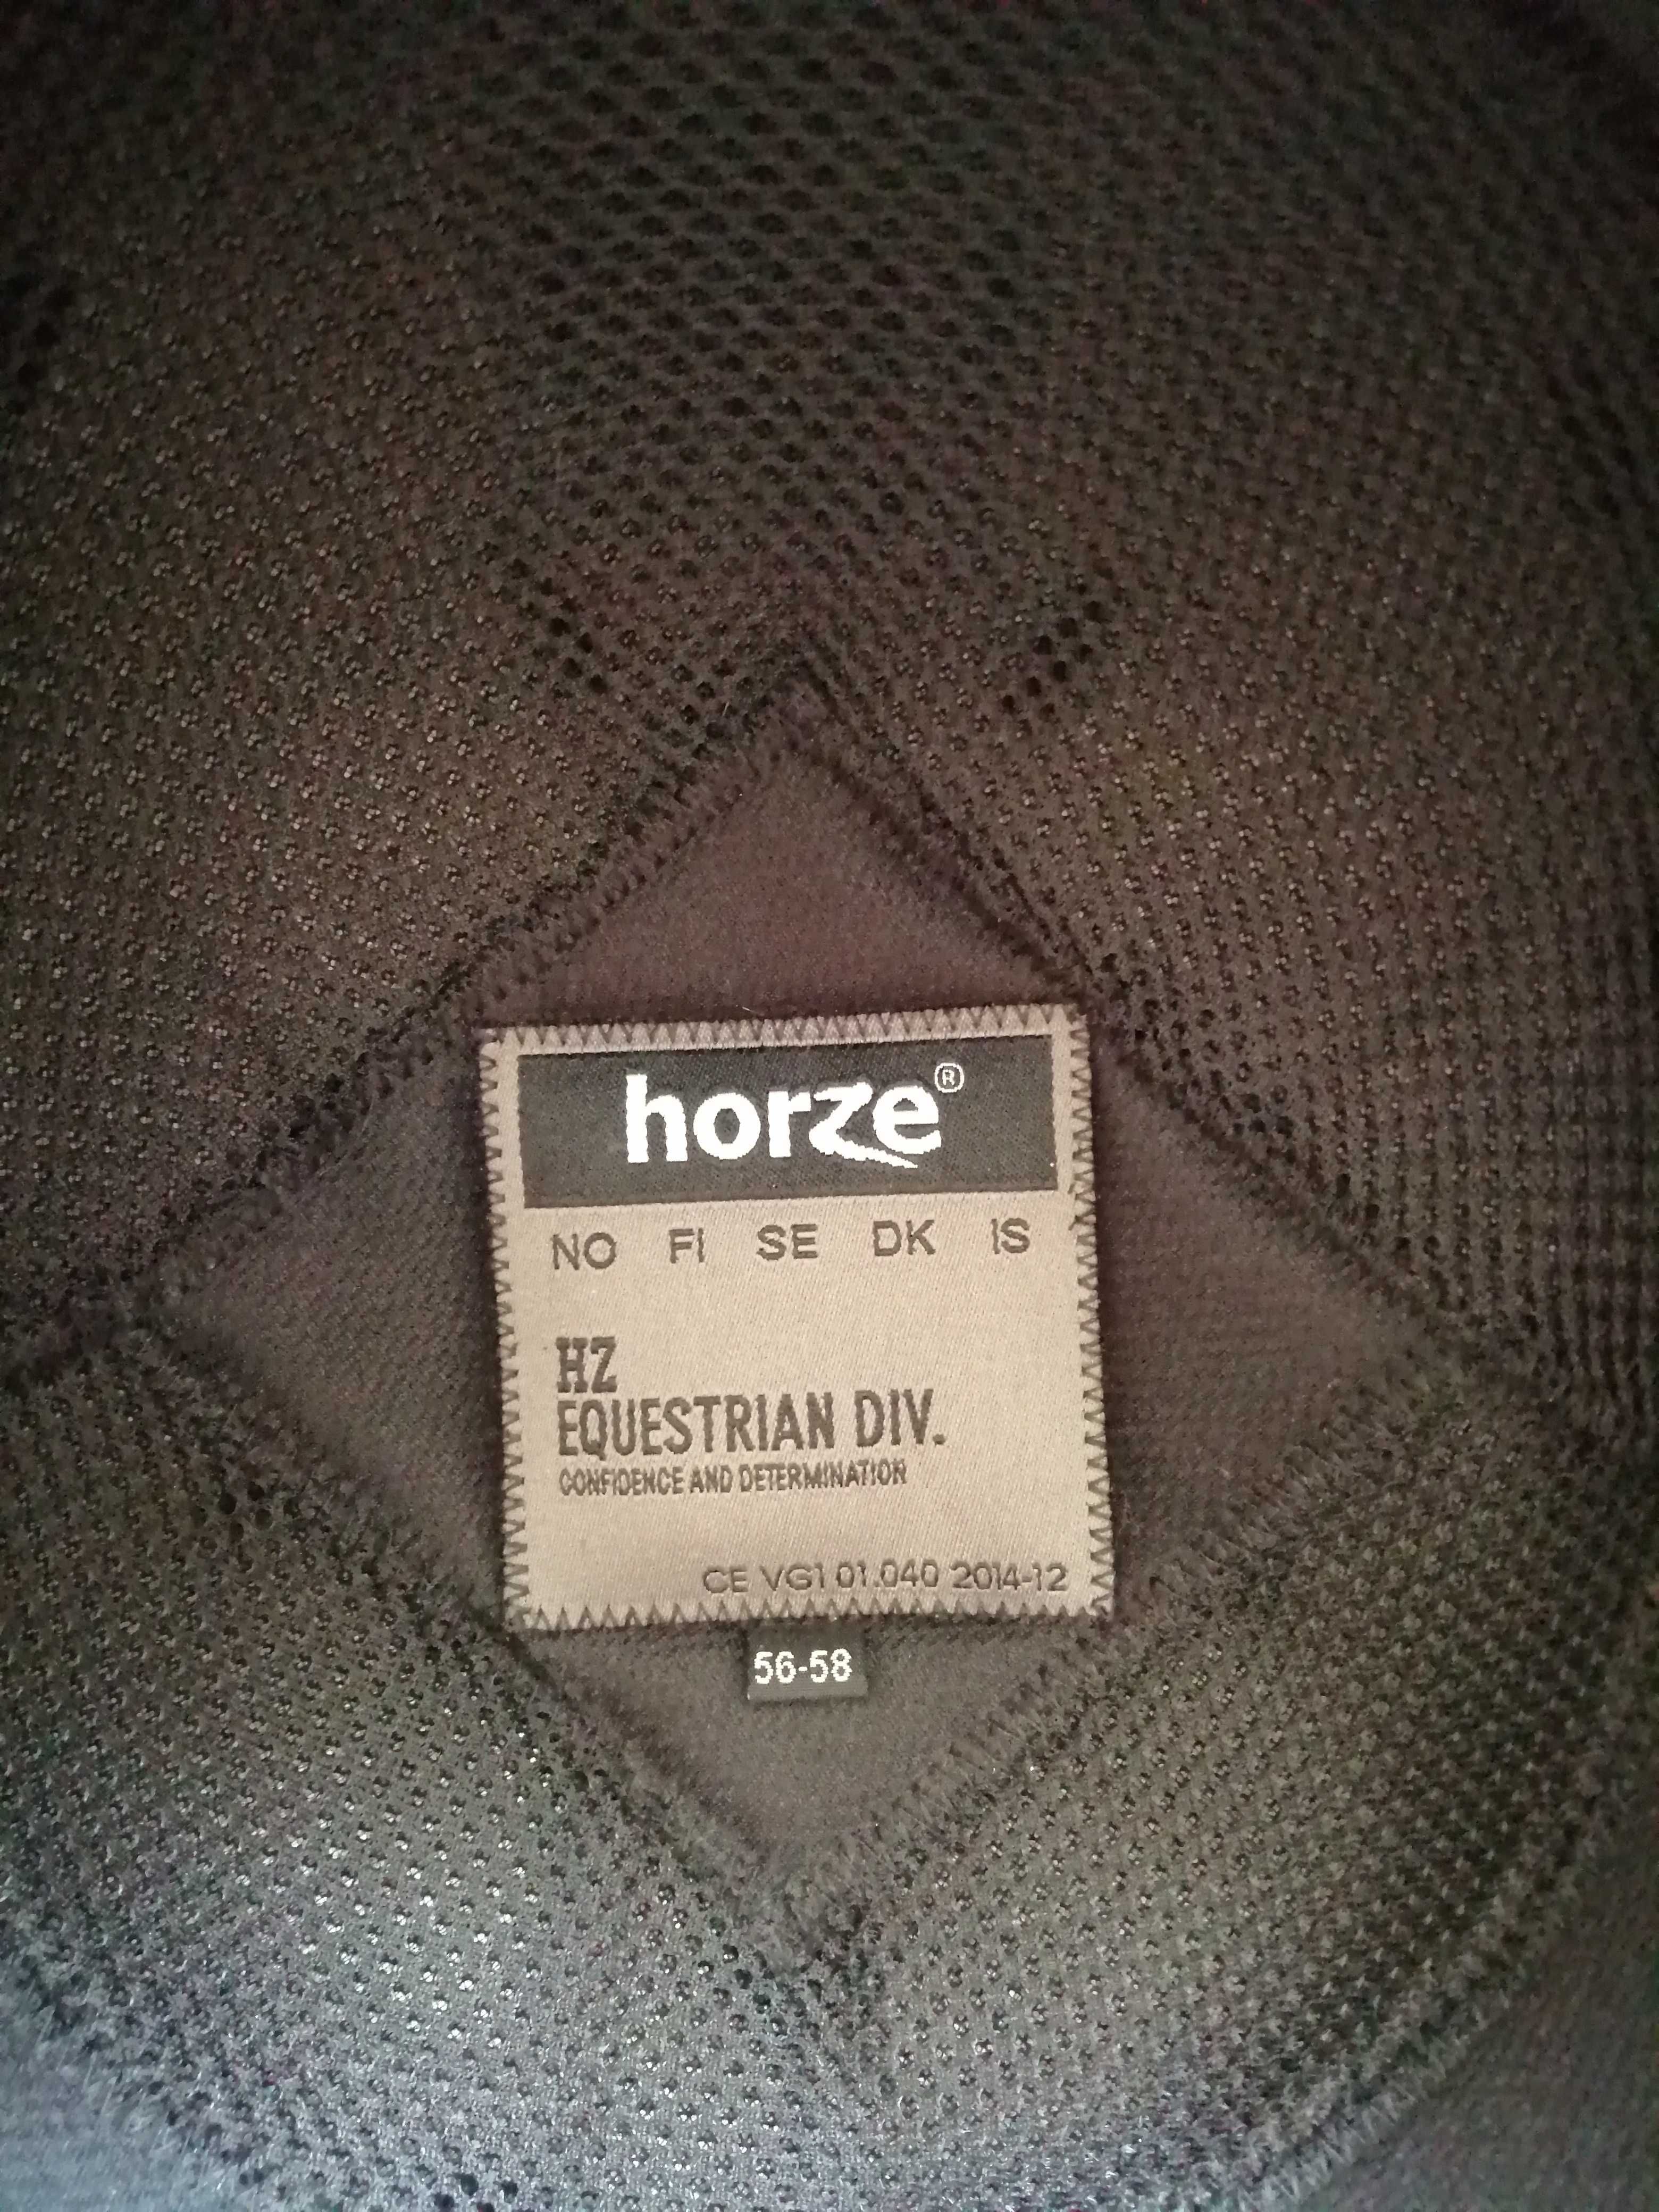 horze®
NO FI SE DK IS
HZ
EQUESTRIAN DIV.
CONFIDENCE AND DETERMINATION
CE VG1 01.040 2014-12
56-58